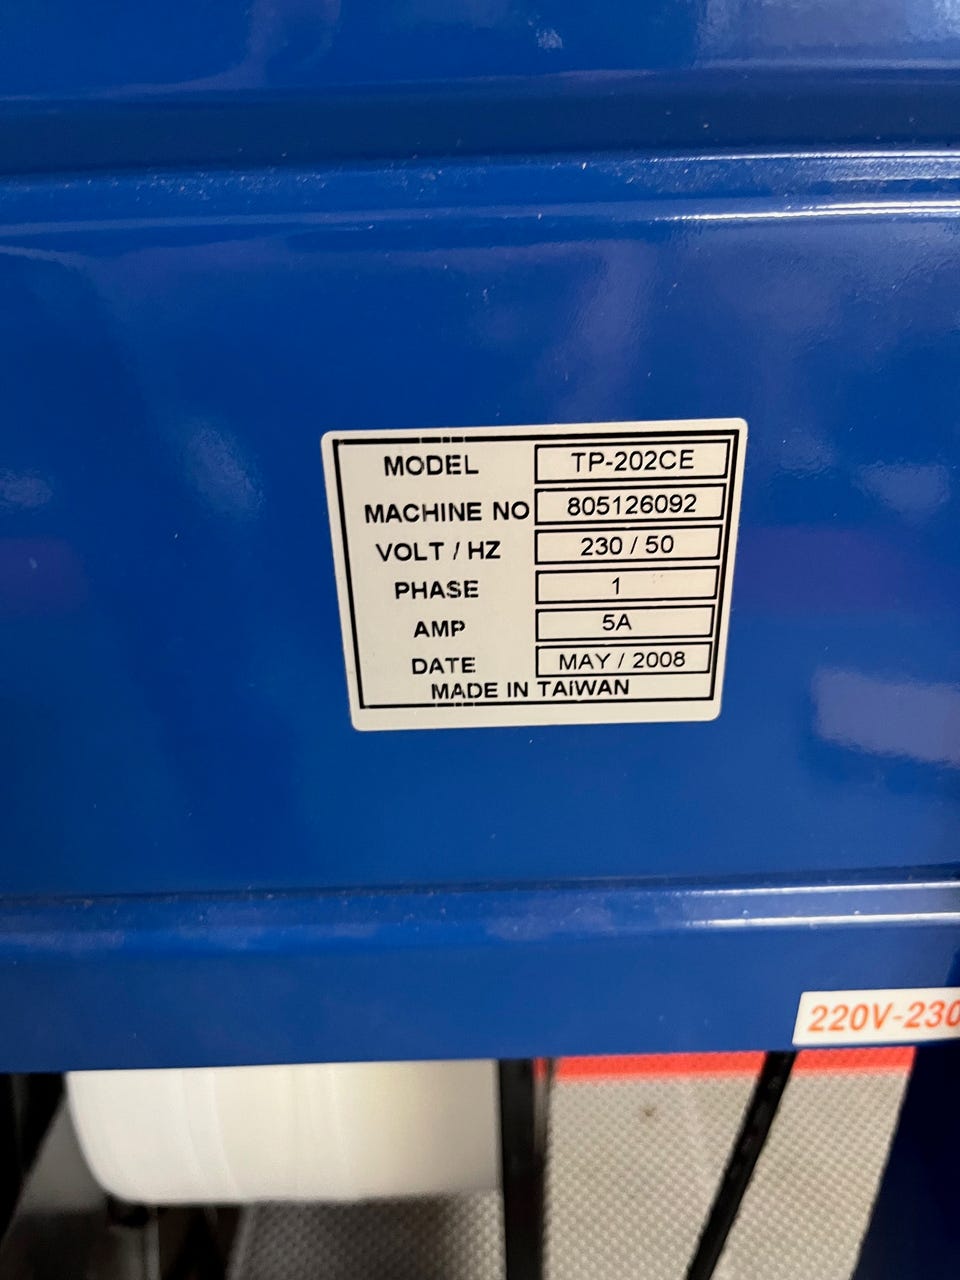 MODEL TP-202CE
MACHINE NO 805126092
VOLT / HZ 230 / 50
PHASE 1
AMP 5A
DATE MAY / 2008
MADE IN TAIWAN
220V-230